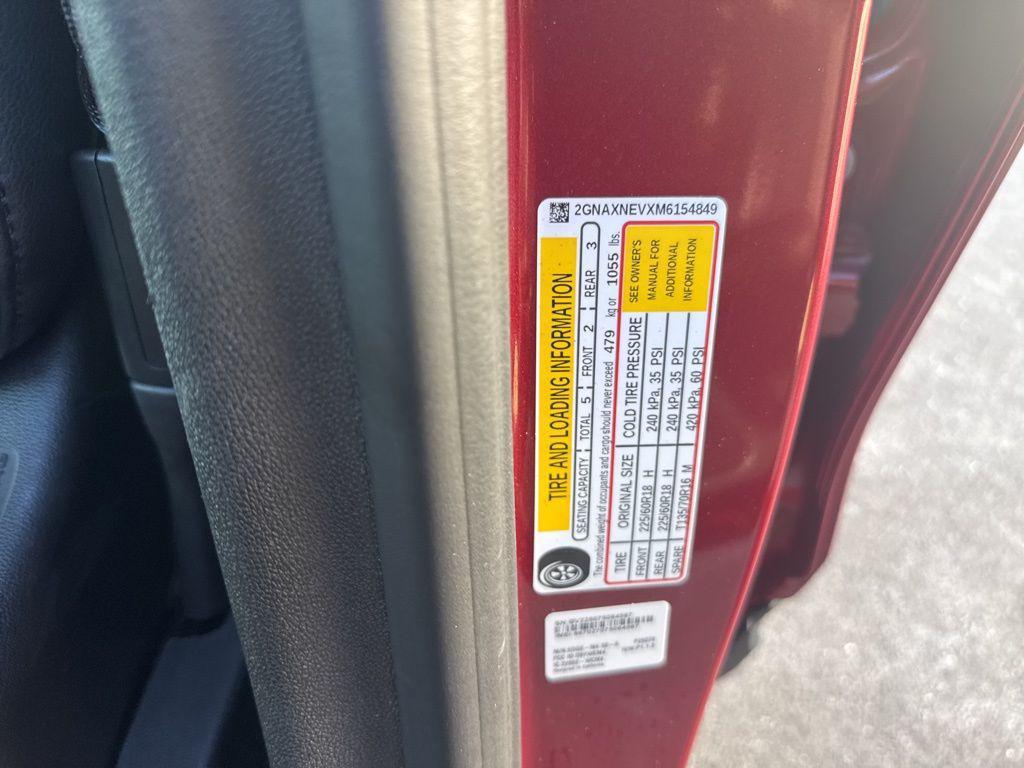 2GNAXNEVXM6154849
TIRE AND LOADING INFORMATION
SEATING CAPACITY TOTAL 5 FRONT 2 REAR 3
The combined weight of occupants and cargo should never exceed 479 kg or 1055 lbs.
TIRE ORIGINAL SIZE COLD TIRE PRESSURE
FRONT 225/60R18 H 240 kPa, 35 PSI
REAR 225/60R18 H 240 kPa, 35 PSI
SPARE T135/70R16 M 420 kPa, 60 PSI
SEE OWNER'S
MANUAL FOR
ADDITIONAL
INFORMATION